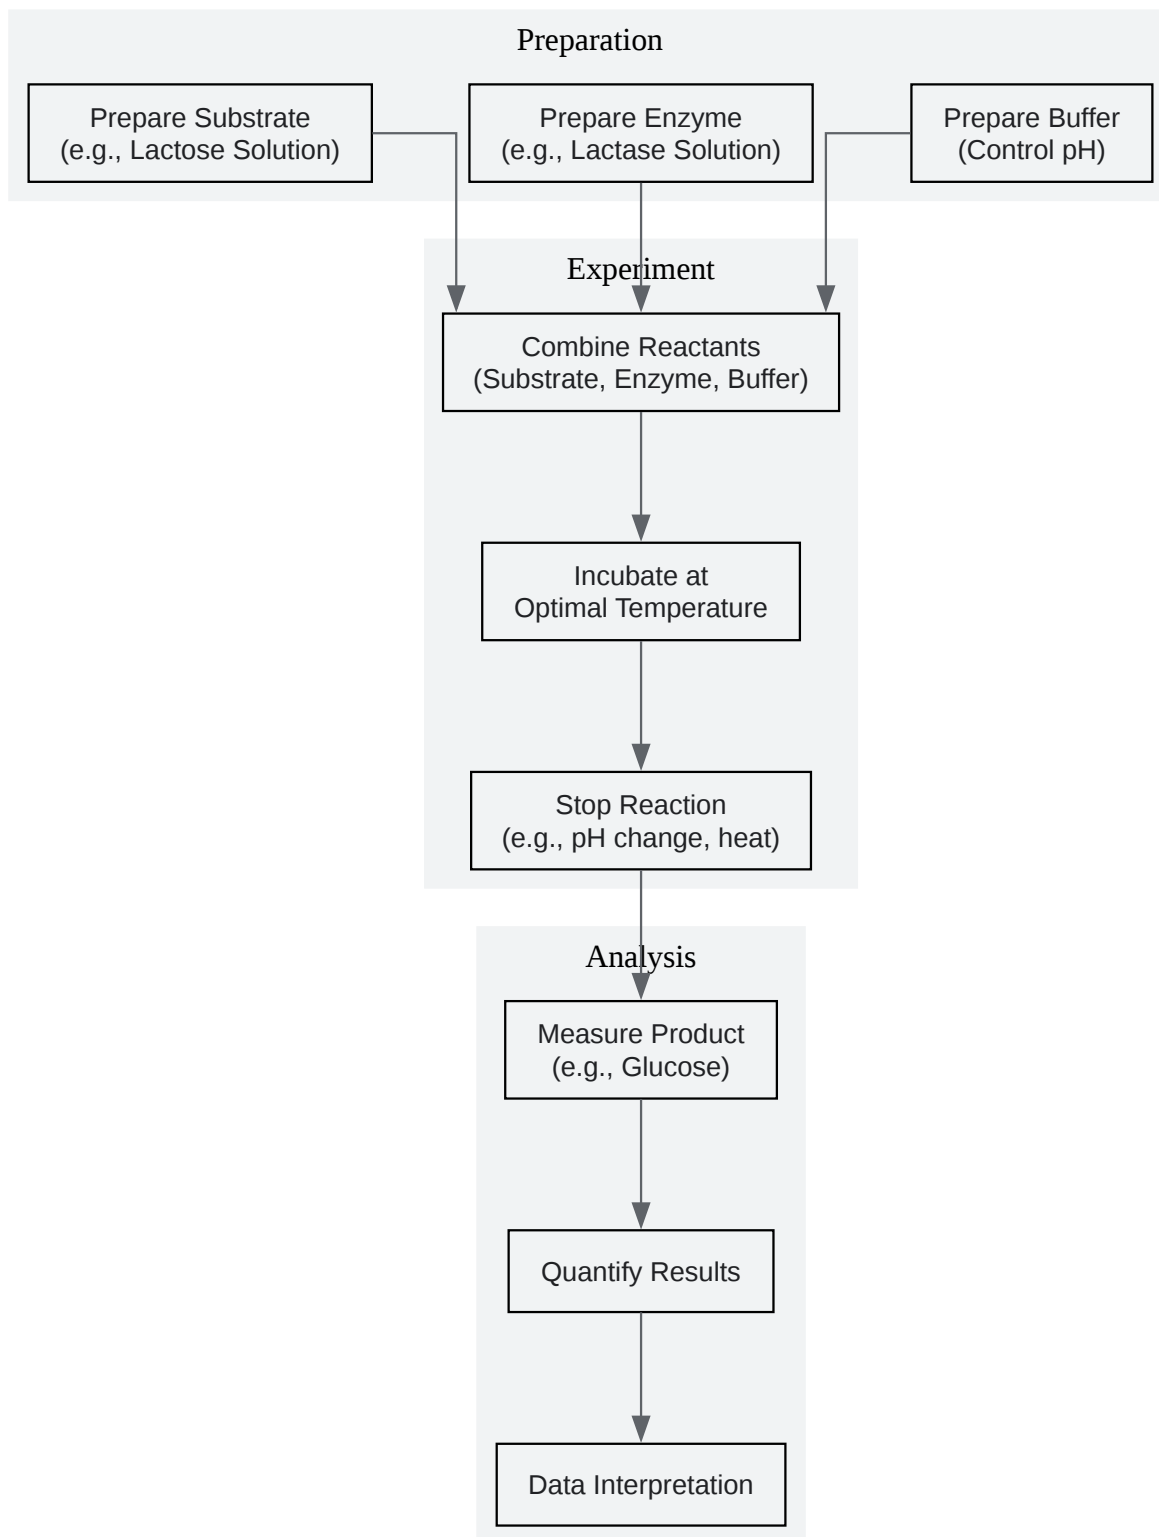 Preparation
Prepare Substrate
(e.g., Lactose Solution)
Prepare Enzyme
(e.g., Lactase Solution)
Prepare Buffer
(Control pH)
Experiment
Combine Reactants
(Substrate, Enzyme, Buffer)
Incubate at
Optimal Temperature
Stop Reaction
(e.g., pH change, heat)
Analysis
Measure Product
(e.g., Glucose)
Quantify Results
Data Interpretation